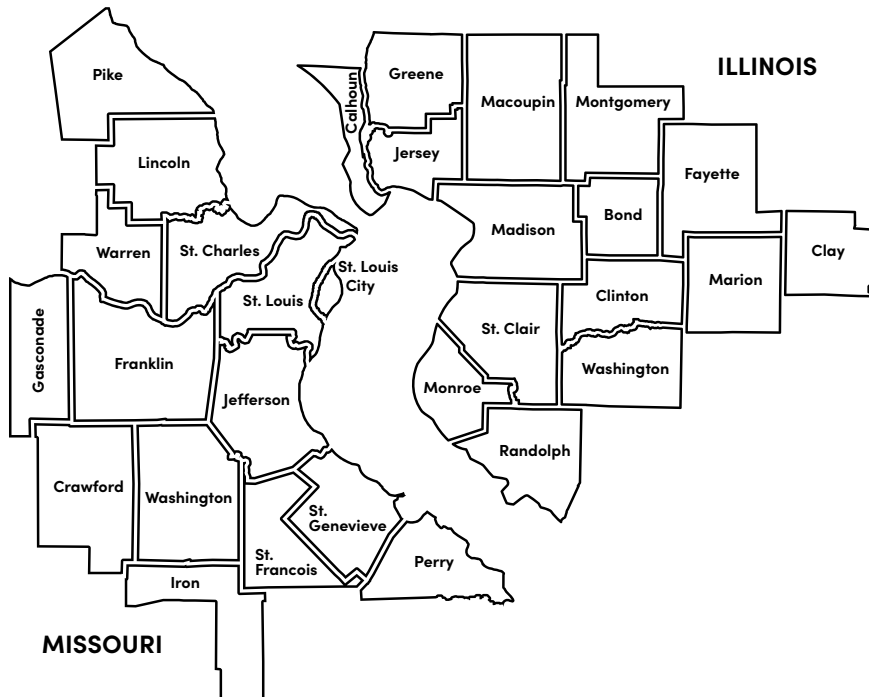 Pike
Greene
Calhoun
ILLINOIS
Macoupin
Montgomery
Jersey
Lincoln
Fayette
Bond
Madison
Warren
St. Charles
St. Louis
City
Clay
Marion
St. Louis
Clinton
St. Clair
Gasconade
Franklin
Washington
Monroe
Jefferson
Randolph
Crawford
Washington
St.
Genevieve
St.
Francois
Perry
Iron
MISSOURI